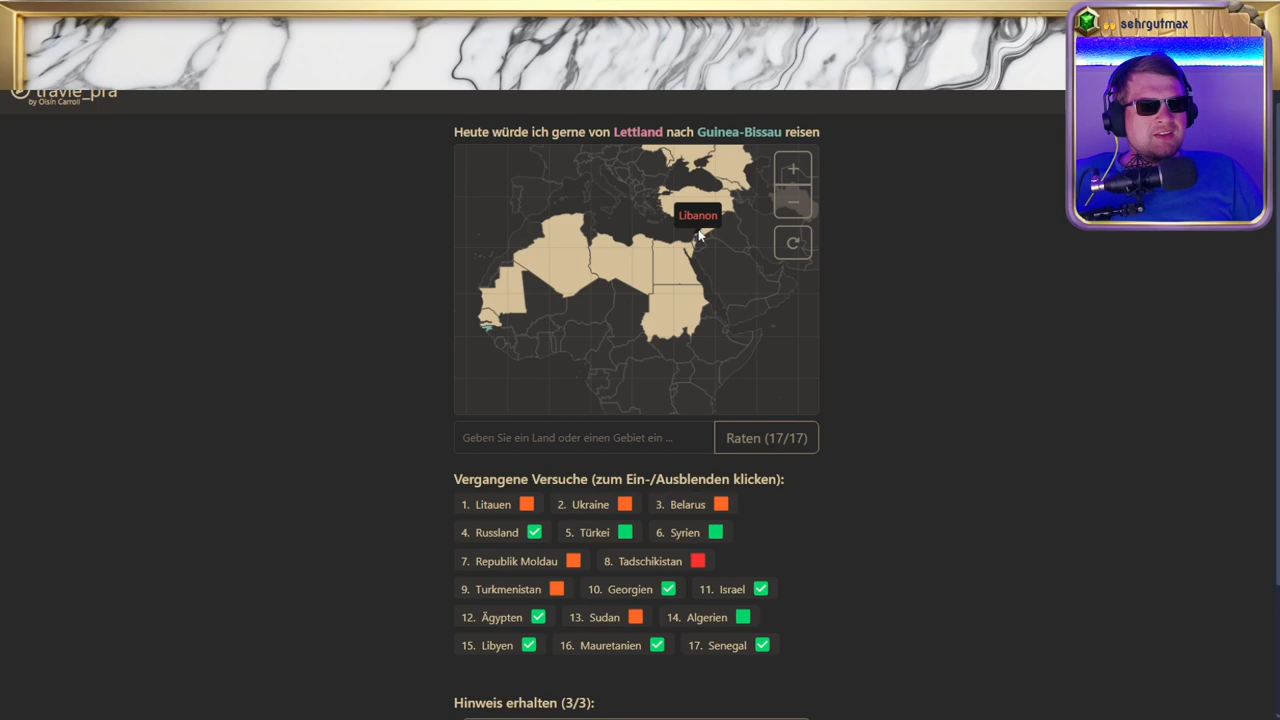 sehrgutmax
travle_pra
by Oisín Carroll
Heute würde ich gerne von Lettland nach Guinea-Bissau reisen
Libanon
Geben Sie ein Land oder einen Gebiet ein ...
Raten (17/17)
Vergangene Versuche (zum Ein-/Ausblenden klicken):
1. Litauen
2. Ukraine
3. Belarus
4. Russland
5. Türkei
6. Syrien
7. Republik Moldau
8. Tadschikistan
9. Turkmenistan
10. Georgien
11. Israel
12. Ägypten
13. Sudan
14. Algerien
15. Libyen
16. Mauretanien
17. Senegal
Hinweis erhalten (3/3):